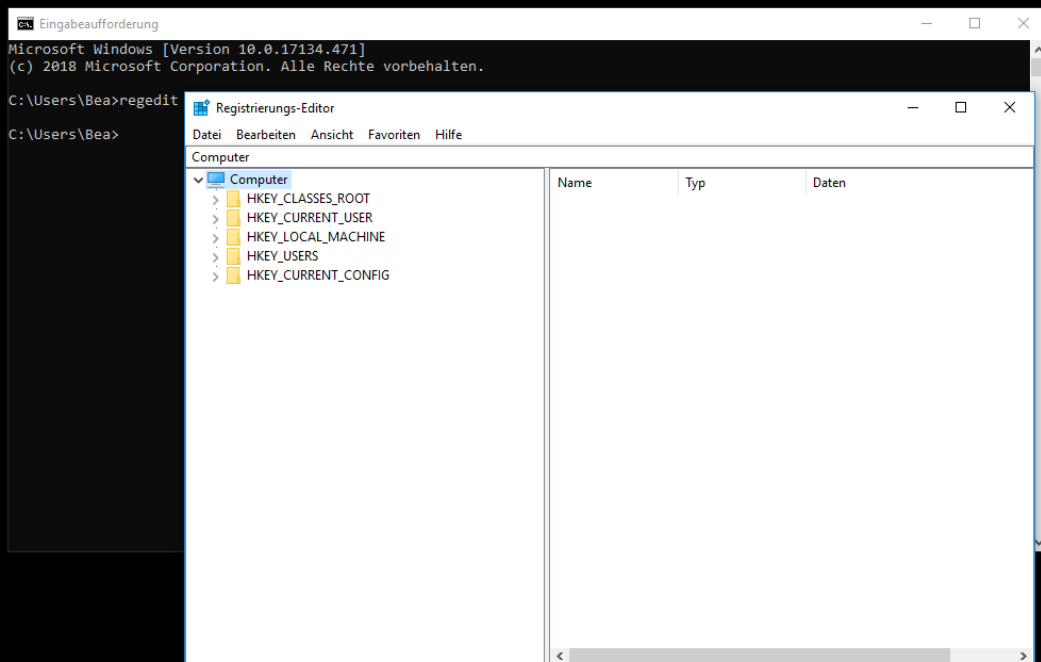 Eingabeaufforderung
Microsoft Windows [Version 10.0.17134.471]
(c) 2018 Microsoft Corporation. Alle Rechte vorbehalten.
C:\Users\Bea>regedit
C:\Users\Bea>
Registrierungs-Editor
Datei Bearbeiten Ansicht Favoriten Hilfe
Computer
Computer
HKEY_CLASSES_ROOT
HKEY_CURRENT_USER
HKEY_LOCAL_MACHINE
HKEY_USERS
HKEY_CURRENT_CONFIG
Name Typ Daten